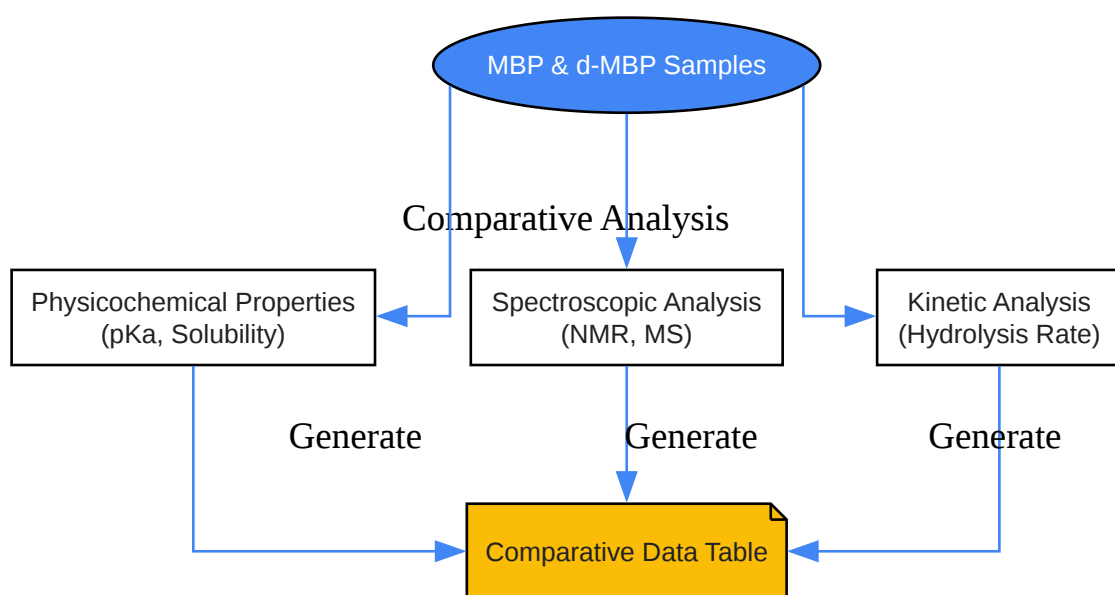 MBP & d-MBP Samples
Comparative Analysis
Physicochemical Properties
(pKa, Solubility)
Spectroscopic Analysis
(NMR, MS)
Kinetic Analysis
(Hydrolysis Rate)
Generate
Generate
Generate
Comparative Data Table